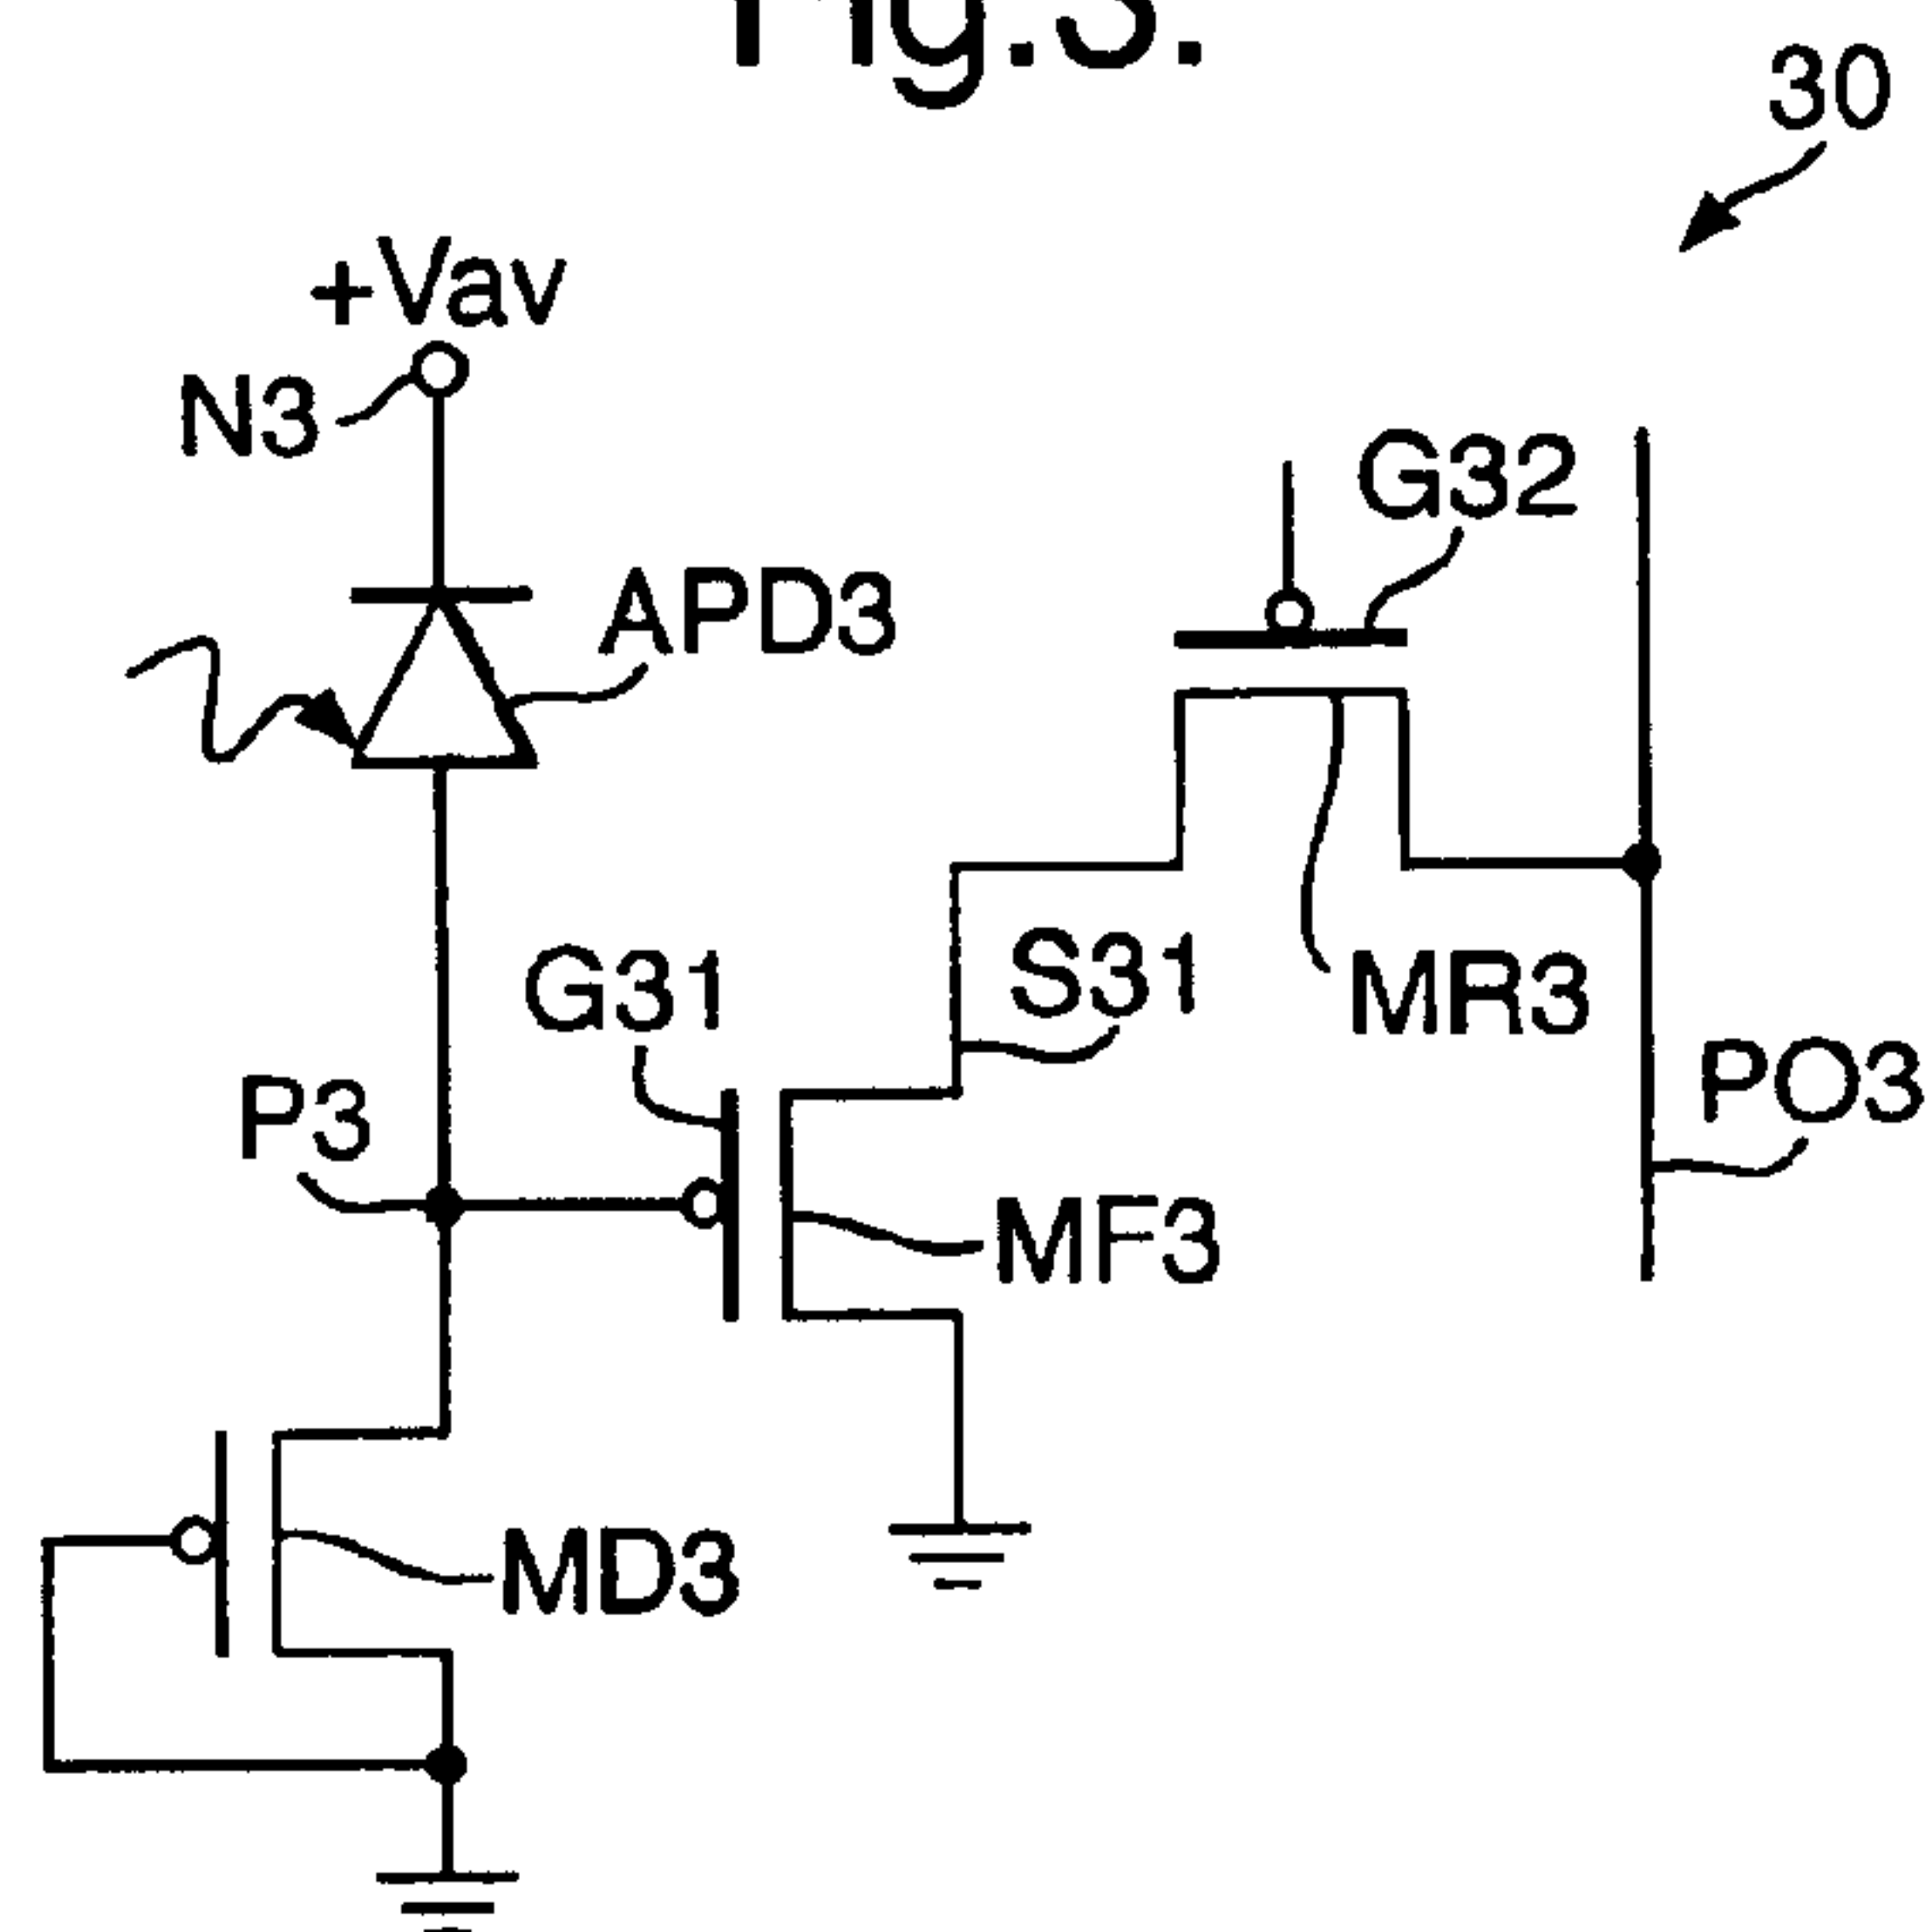 Fig.3.
30
+Vav
N3
G32
APD3
G31
S31
MR3
P3
PO3
MF3
MD3